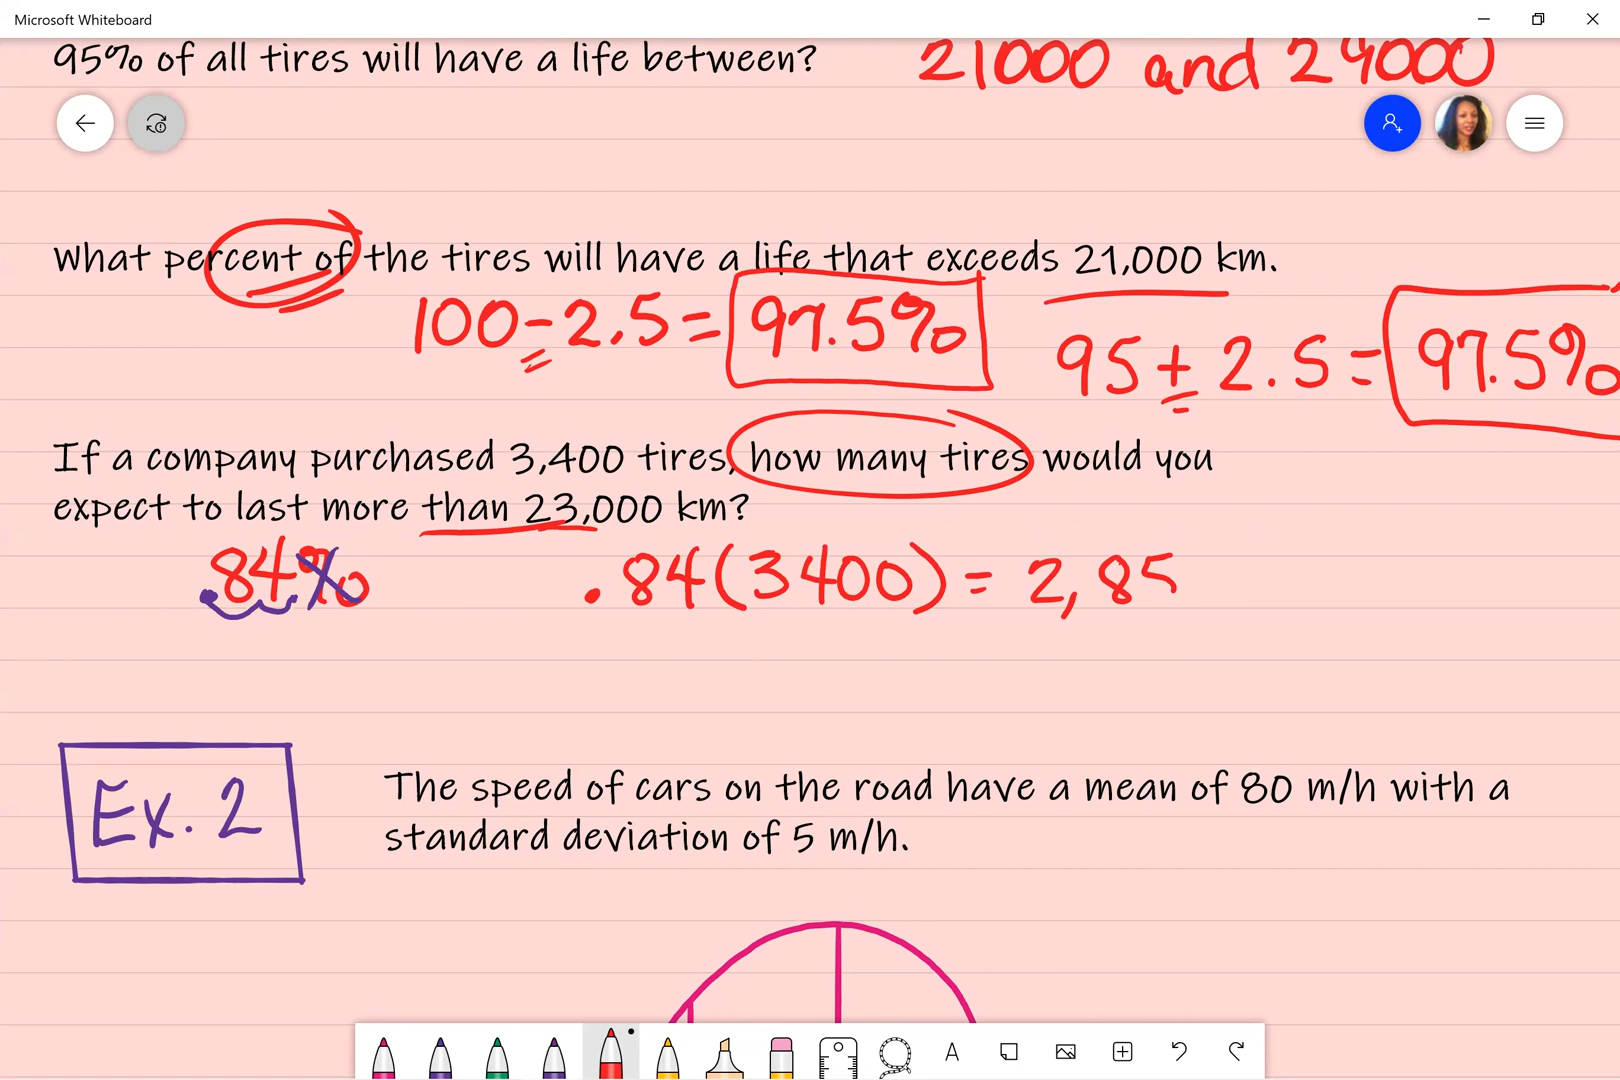 Microsoft Whiteboard
95% of all tires will have a life between? 21000 and 24000
What percent of the tires will have a life that exceeds 21,000 km.
100-2.5= 97.5%
95 + 2.5= 97.5%
If a company purchased 3,400 tires, how many tires would you
expect to last more than 23,000 km?
.84% .84(3400) = 2,85
Ex. 2
The speed of cars on the road have a mean of 80 m/h with a
standard deviation of 5 m/h.
A